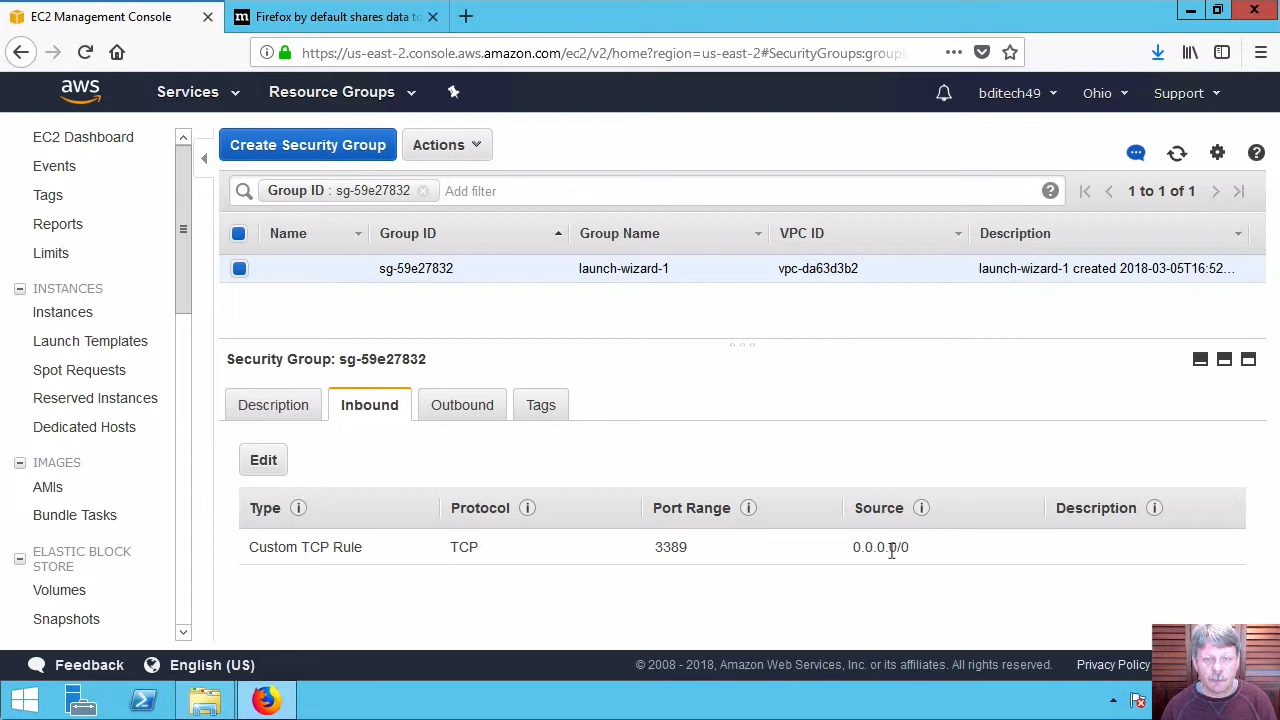 EC2 Management Console
Firefox by default shares data to
https://us-east-2.console.aws.amazon.com/ec2/v2/home?region=us-east-2#SecurityGroups:group
aws
Services
Resource Groups
bditech49
Ohio
Support
EC2 Dashboard
Events
Tags
Reports
Limits
INSTANCES
Instances
Launch Templates
Spot Requests
Reserved Instances
Dedicated Hosts
IMAGES
AMIs
Bundle Tasks
ELASTIC BLOCK
STORE
Volumes
Snapshots
Create Security Group
Actions
Group ID : sg-59e27832
Add filter
1 to 1 of 1
Name
Group ID
Group Name
VPC ID
Description
sg-59e27832
launch-wizard-1
vpc-da63d3b2
launch-wizard-1 created 2018-03-05T16:52...
Security Group: sg-59e27832
Description
Inbound
Outbound
Tags
Edit
Type
Protocol
Port Range
Source
Description
Custom TCP Rule
TCP
3389
0.0.0.0/0
Feedback
English (US)
© 2008 - 2018, Amazon Web Services, Inc. or its affiliates. All rights reserved.
Privacy Policy